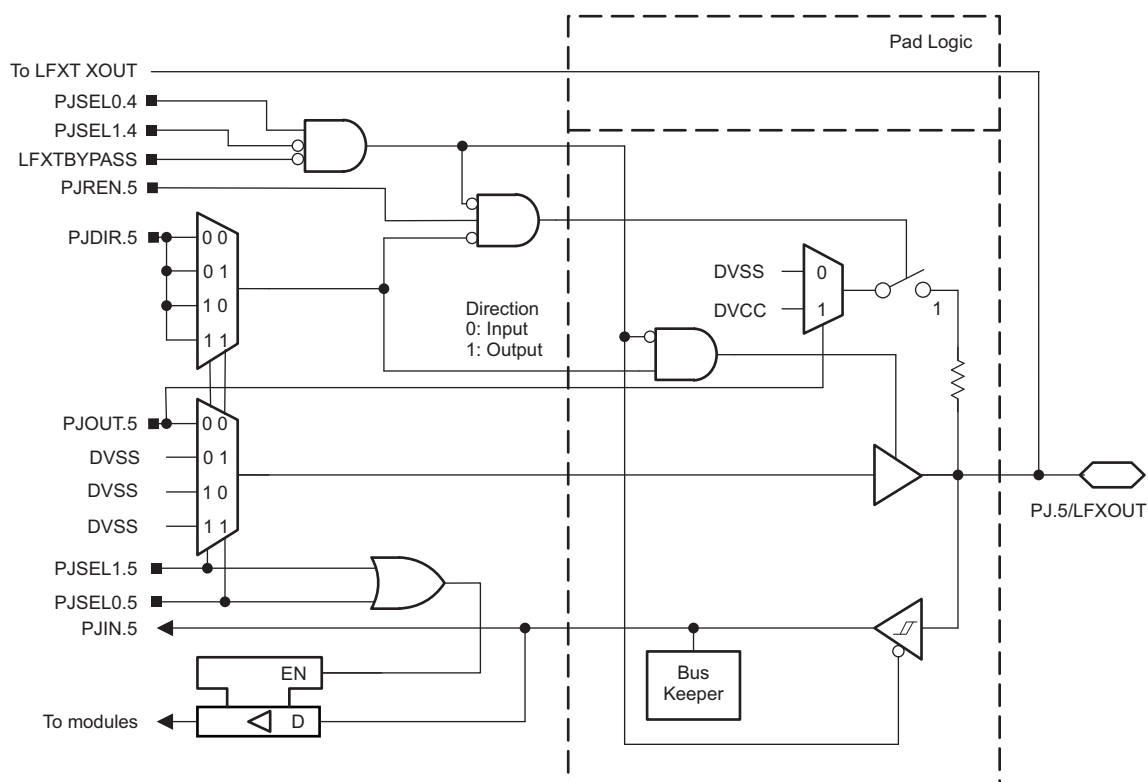 Pad Logic
To LFXT XOUT
PJSEL0.4
PJSEL1.4
LFXTBYPASS
PJREN.5
PJDIR.5
0 0
0 1
1 0
1 1
Direction
0: Input
1: Output
DVSS
0
DVCC
1
1
PJOUT.5
0 0
DVSS
0 1
DVSS
1 0
DVSS
1 1
PJ.5/LFXOUT
PJSEL1.5
PJSEL0.5
PJIN.5
Bus
Keeper
EN
To modules
D